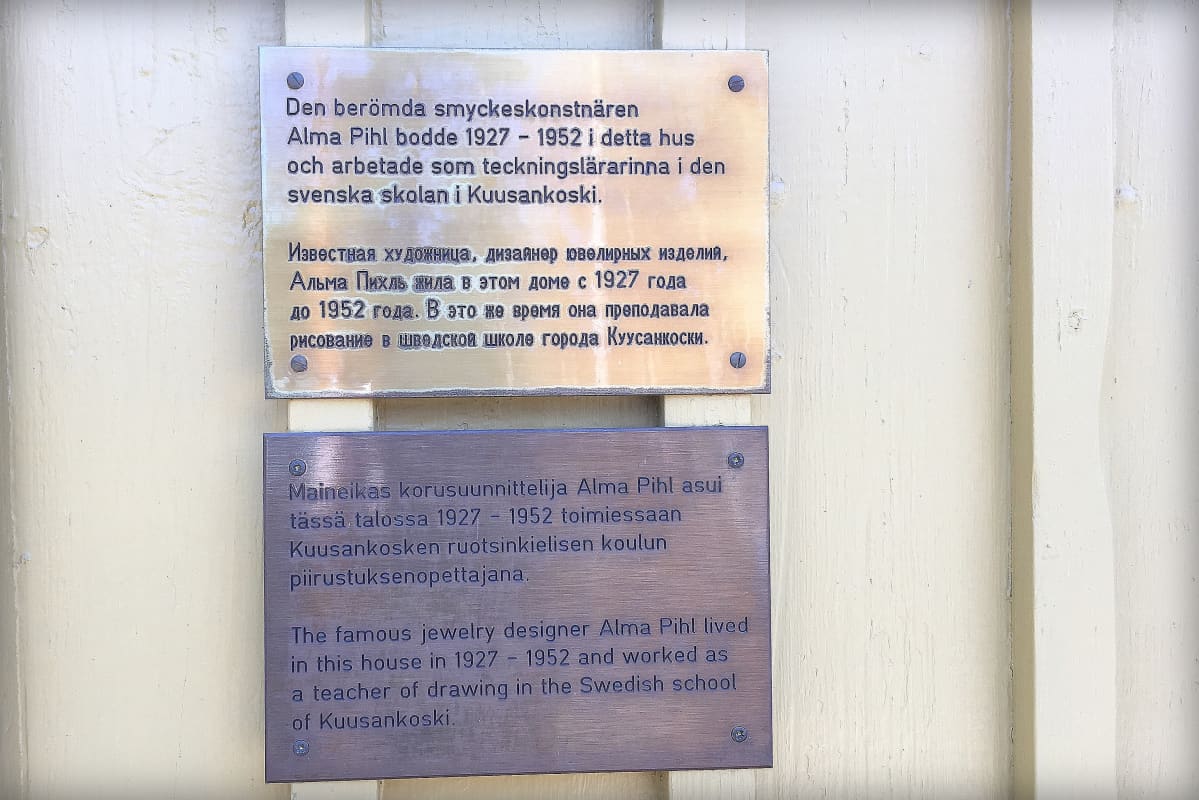 Den berömda smyckeskonstnären
Alma Pihl bodde 1927 – 1952 i detta hus
och arbetade som teckningslärarinna i den
svenska skolan i Kuusankoski.
Известная художница, дизайнер ювелирных изделий,
Альма Пихль жила в этом доме с 1927 года
до 1952 года. В это же время она преподавала
рисование в шведской школе города Куусанкоски.
Maineikas korusuunnittelija Alma Pihl asui
tässä talossa 1927 – 1952 toimiessaan
Kuusankosken ruotsinkielisen koulun
piirustuksenopettajana.
The famous jewelry designer Alma Pihl lived
in this house in 1927 – 1952 and worked as
a teacher of drawing in the Swedish school
of Kuusankoski.